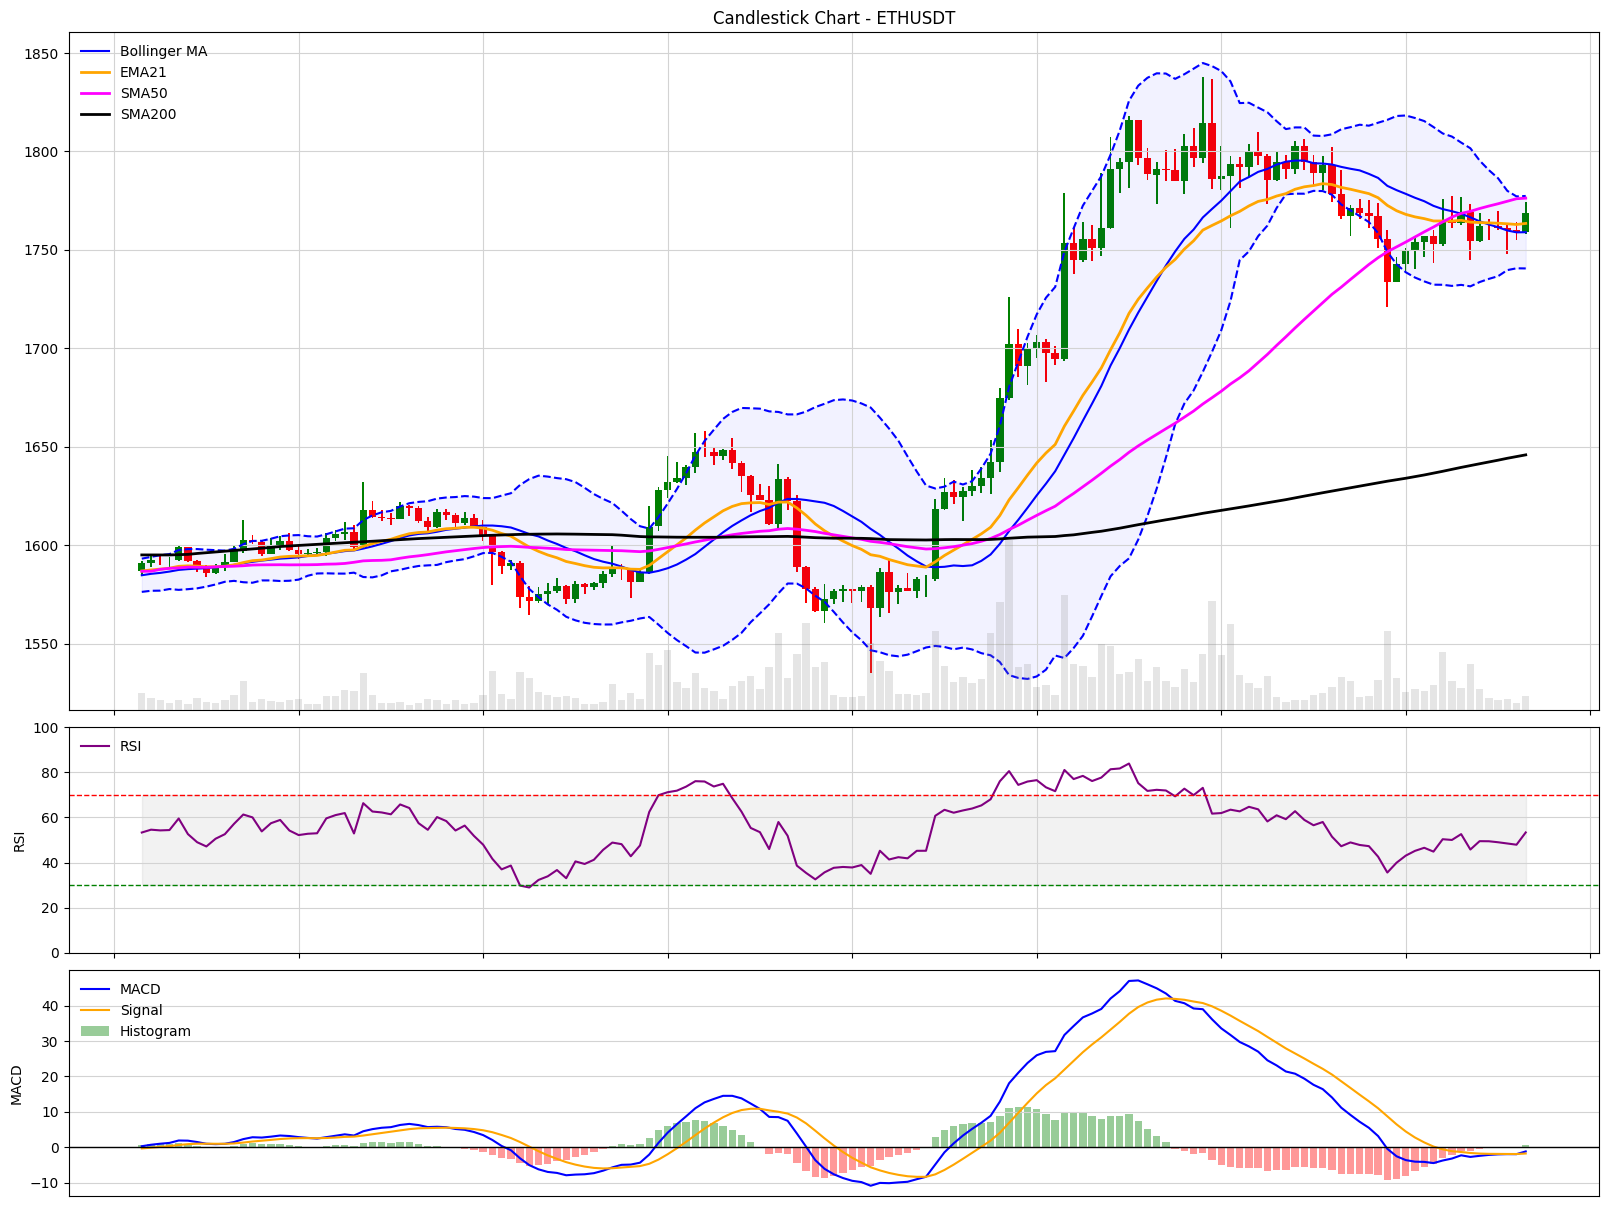 Candlestick Chart - ETHUSDT
Bollinger MA
EMA21
SMA50
SMA200
1850
1800
1750
1700
1650
1600
1550
RSI
RSI
100
80
60
40
20
0
MACD
Signal
Histogram
MACD
40
30
20
10
0
−10